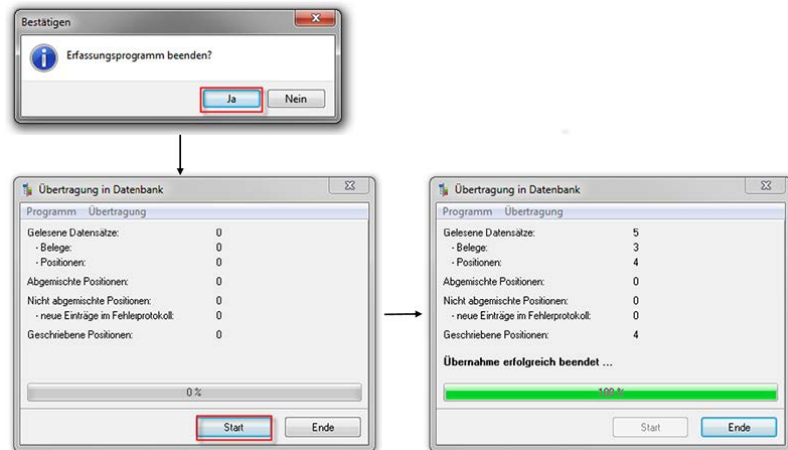 Bestätigen
Erfassungsprogramm beenden?
Ja Nein
Übertragung in Datenbank
Programm Übertragung
Gelesene Datensätze: 0
- Belege: 0
- Positionen: 0
Abgemischte Positionen: 0
Nicht abgemischte Positionen: 0
- neue Einträge im Fehlerprotokoll: 0
Geschriebene Positionen: 0
0 %
Start Ende
Übertragung in Datenbank
Programm Übertragung
Gelesene Datensätze: 5
- Belege: 3
- Positionen: 4
Abgemischte Positionen: 0
Nicht abgemischte Positionen: 0
- neue Einträge im Fehlerprotokoll: 0
Geschriebene Positionen: 4
Übernahme erfolgreich beendet ...
100 %
Start Ende